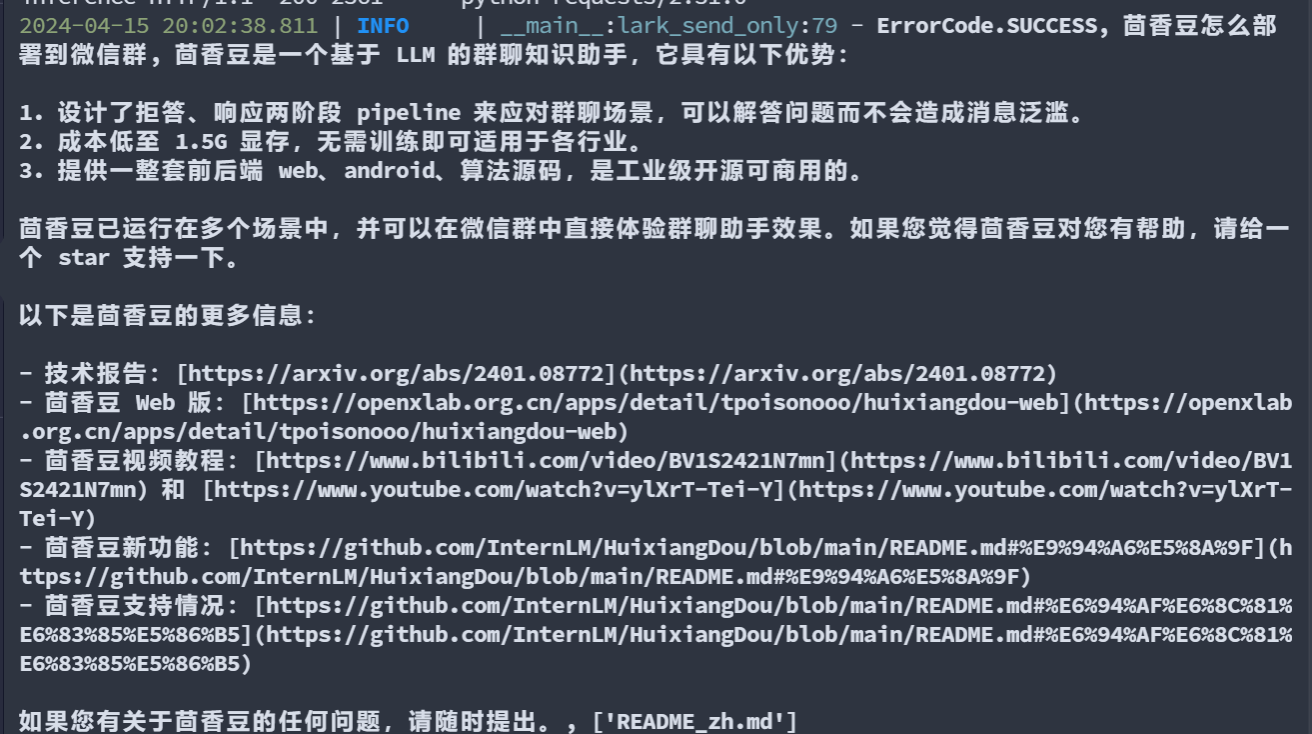 2024-04-15 20:02:38.811 | INFO     | __main__:lark_send_only:79 - ErrorCode.SUCCESS, 茴香豆怎么部
署到微信群, 茴香豆是一个基于 LLM 的群聊知识助手，它具有以下优势：
1. 设计了拒答、响应两阶段 pipeline 来应对群聊场景，可以解答问题而不会造成消息泛滥。
2. 成本低至 1.5G 显存，无需训练即可适用于各行业。
3. 提供一整套前后端 web、android、算法源码，是工业级开源可商用的。
茴香豆已运行在多个场景中，并可以在微信群中直接体验群聊助手效果。如果您觉得茴香豆对您有帮助，请给一
个 star 支持一下。
以下是茴香豆的更多信息：
- 技术报告：[https://arxiv.org/abs/2401.08772](https://arxiv.org/abs/2401.08772)
- 茴香豆 Web 版：[https://openxlab.org.cn/apps/detail/tpoisonooo/huixiangdou-web](https://openxlab
.org.cn/apps/detail/tpoisonooo/huixiangdou-web)
- 茴香豆视频教程：[https://www.bilibili.com/video/BV1S2421N7mn](https://www.bilibili.com/video/BV1
S2421N7mn) 和 [https://www.youtube.com/watch?v=ylXrT-Tei-Y](https://www.youtube.com/watch?v=ylXrT-
Tei-Y)
- 茴香豆新功能：[https://github.com/InternLM/HuixiangDou/blob/main/README.md#%E9%94%A6%E5%8A%9F](h
ttps://github.com/InternLM/HuixiangDou/blob/main/README.md#%E9%94%A6%E5%8A%9F)
- 茴香豆支持情况：[https://github.com/InternLM/HuixiangDou/blob/main/README.md#%E6%94%AF%E6%8C%81%
E6%83%85%E5%86%B5](https://github.com/InternLM/HuixiangDou/blob/main/README.md#%E6%94%AF%E6%8C%81%
E6%83%85%E5%86%B5)
如果您有关于茴香豆的任何问题，请随时提出。, ['README_zh.md']